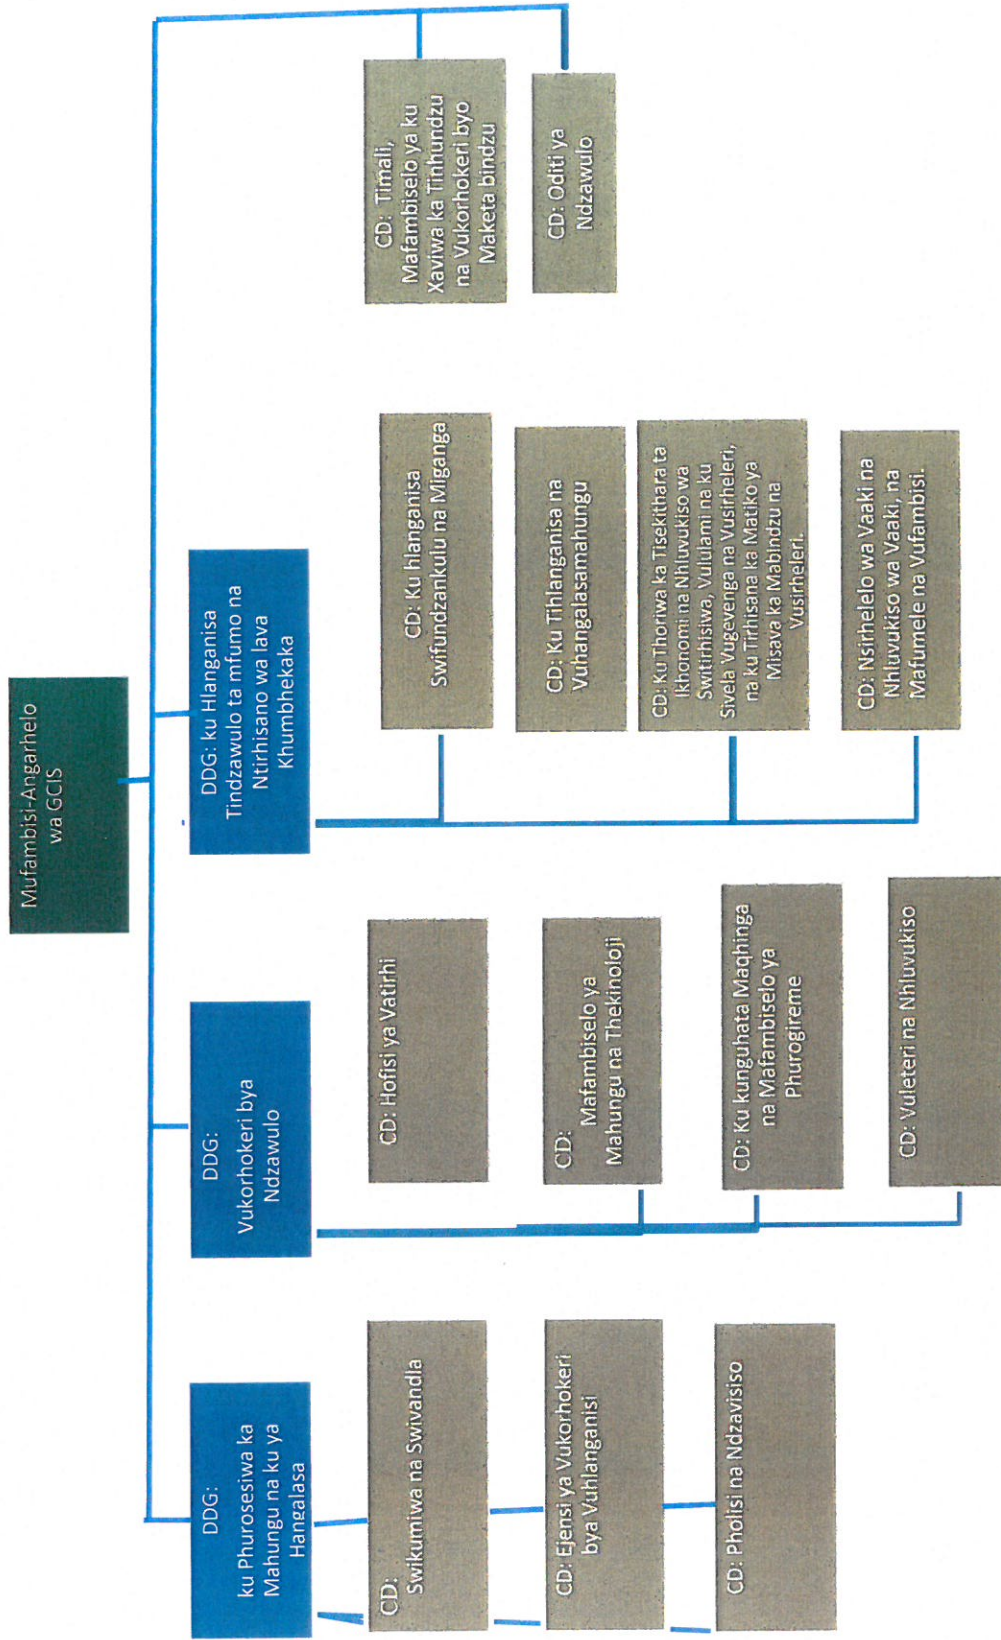 Mufambisi-Angarhelo
wa GCIS
DDG:
ku Phurosesiwa ka
Mahungu na ku ya
Hangalasa
CD:
Swikumiwa na Swivandla
CD: Ejensi ya Vukorhokeri
bya Vuhlanganisi
CD: Pholisi na Ndzavisiso
DDG:
Vukorhokeri bya
Ndzawulo
CD: Hofisi ya Vatirhi
CD:
Mafambiselo ya
Mahungu na Thekinoloji
CD: Ku kunguhata Maqhinga
na Mafambiselo ya
Phurogireme
CD: Vuleteri na Nhluvukiso
DDG: ku Hlanganisa
Tindzawulo ta mfumo na
Ntirhisano wa lava
Khumbhekaka
CD: Ku hlanganisa
Swifundzankulu na Miganga
CD: Ku Tihlanganisa na
Vuhangalasamahungu
CD: Ku Thoriwa ka Tisekithara ta
Ikhonomi na Nhluvukiso wa
Switirhisiwa, Vululami na ku
Sivela Vugevenga na Vusirheleri,
na ku Tirhisana ka Matiko ya
Misava ka Mabindzu na
Vusirheleri.
CD: Nsirhelelo wa Vaaki na
Nhluvukiso wa Vaaki, na
Mafumele na Vufambisi.
CD: Timali,
Mafambiselo ya ku
Xaviwa ka Tinhundzu
na Vukorhokeri byo
Maketa bindzu
CD: Oditi ya
Ndzawulo